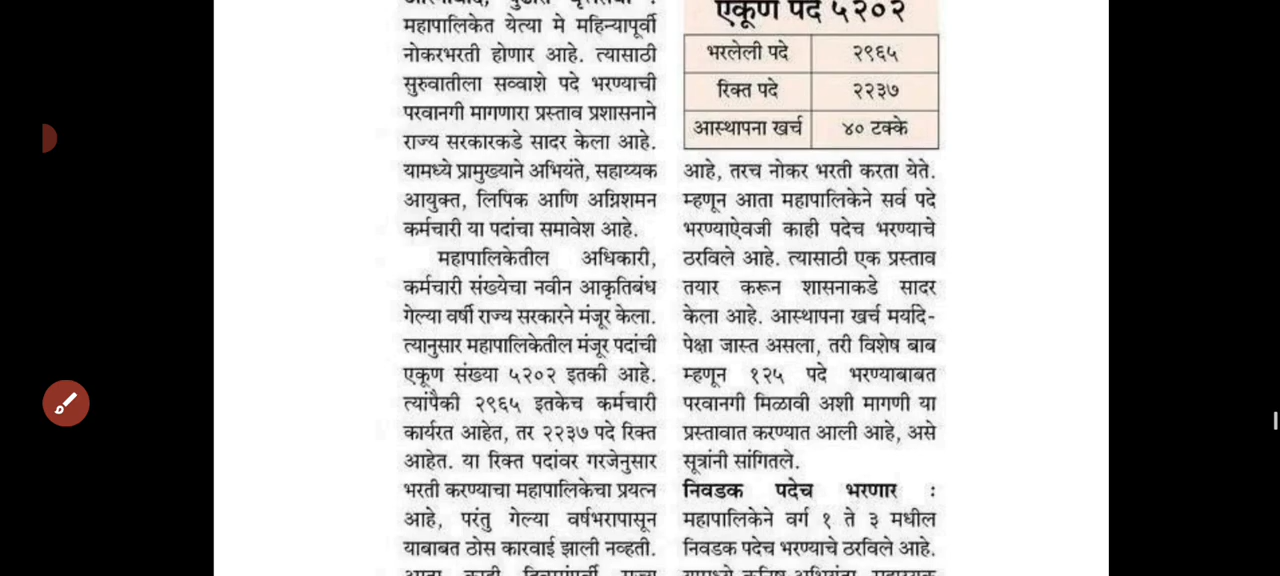 महापालिकेत येत्या मे महिन्यापूर्वी
नोकरभरती होणार आहे. त्यासाठी
सुरुवातीला सव्वाशे पदे भरण्याची
परवानगी मागणारा प्रस्ताव प्रशासनाने
राज्य सरकारकडे सादर केला आहे.
यामध्ये प्रामुख्याने अभियंते, सहाय्यक
आयुक्त, लिपिक आणि अग्निशमन
कर्मचारी या पदांचा समावेश आहे.
महापालिकेतील अधिकारी,
कर्मचारी संख्येचा नवीन आकृतिबंध
गेल्या वर्षी राज्य सरकारने मंजूर केला.
त्यानुसार महापालिकेतील मंजूर पदांची
एकूण संख्या ५२०२ इतकी आहे.
त्यांपैकी २९६५ इतकेच कर्मचारी
कार्यरत आहेत, तर २२३७ पदे रिक्त
आहेत. या रिक्त पदांवर गरजेनुसार
भरती करण्याचा महापालिकेचा प्रयत्न
आहे, परंतु गेल्या वर्षभरापासून
याबाबत ठोस कारवाई झाली नव्हती.
एकूण पदे ५२०२
भरलेली पदे २९६५
रिक्त पदे २२३७
आस्थापना खर्च ४० टक्के
आहे, तरच नोकर भरती करता येते.
म्हणून आता महापालिकेने सर्व पदे
भरण्याऐवजी काही पदेच भरण्याचे
ठरविले आहे. त्यासाठी एक प्रस्ताव
तयार करून शासनाकडे सादर
केला आहे. आस्थापना खर्च मर्यादे-
पेक्षा जास्त असला, तरी विशेष बाब
म्हणून १२५ पदे भरण्याबाबत
परवानगी मिळावी अशी मागणी या
प्रस्तावात करण्यात आली आहे, असे
सूत्रांनी सांगितले.
निवडक पदेच भरणार :
महापालिकेने वर्ग १ ते ३ मधील
निवडक पदेच भरण्याचे ठरविले आहे.